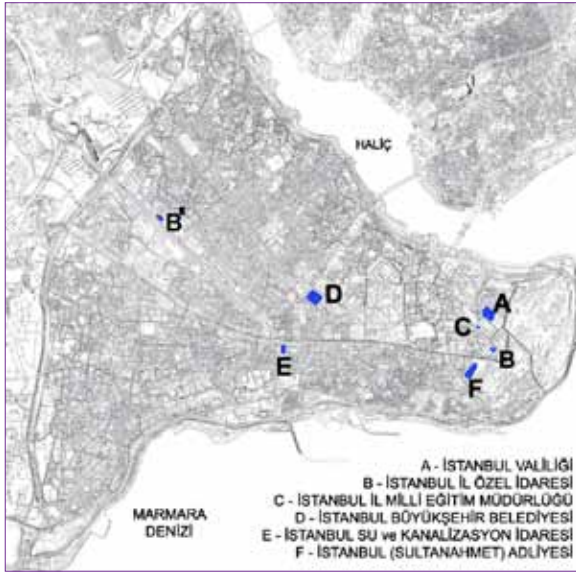 HALİÇ
B'
D
A
C
B
E
F
A - İSTANBUL VALİLİĞİ
B - İSTANBUL İL ÖZEL İDARESİ
C - İSTANBUL İL MİLLİ EĞİTİM MÜDÜRLÜĞÜ
D - İSTANBUL BÜYÜKŞEHİR BELEDİYESİ
E - İSTANBUL SU ve KANALİZASYON İDARESİ
F - İSTANBUL (SULTANAHMET) ADLİYESİ
MARMARA
DENİZİ